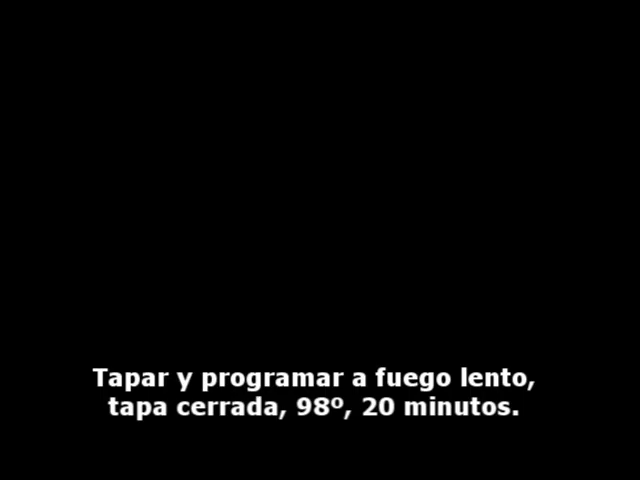 Tapar y programar a fuego lento,
tapa cerrada, 98º, 20 minutos.